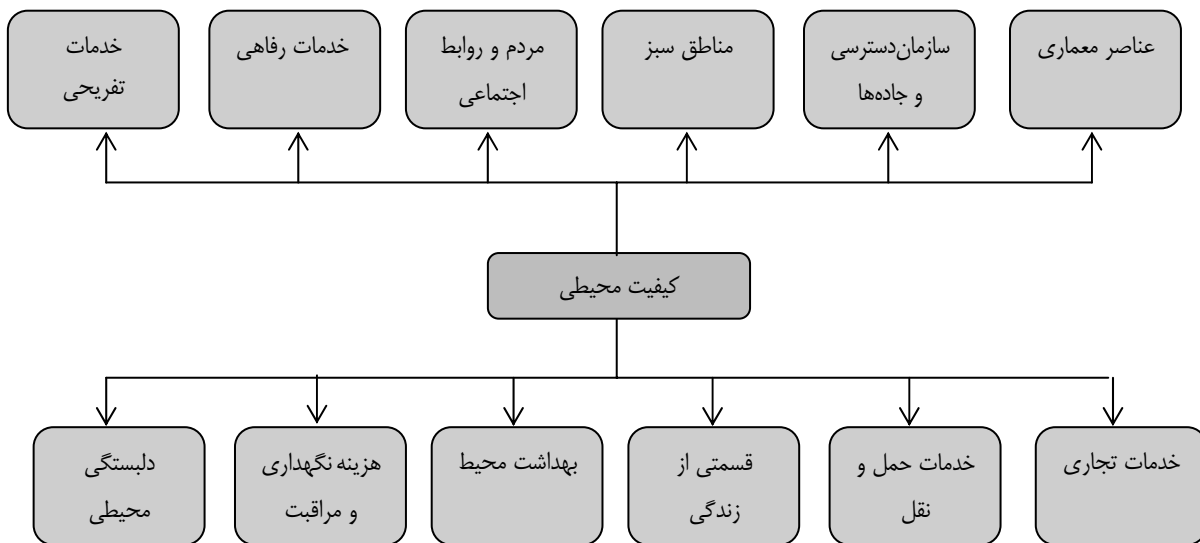 عناصر معماری
سازمان‌دسترسی
و جاده‌ها
مناطق سبز
مردم و روابط
اجتماعی
خدمات رفاهی
خدمات
تفریحی
کیفیت محیطی
خدمات تجاری
خدمات حمل و
نقل
قسمتی از
زندگی
بهداشت محیط
هزینه نگهداری
و مراقبت
دلبستگی
محیطی